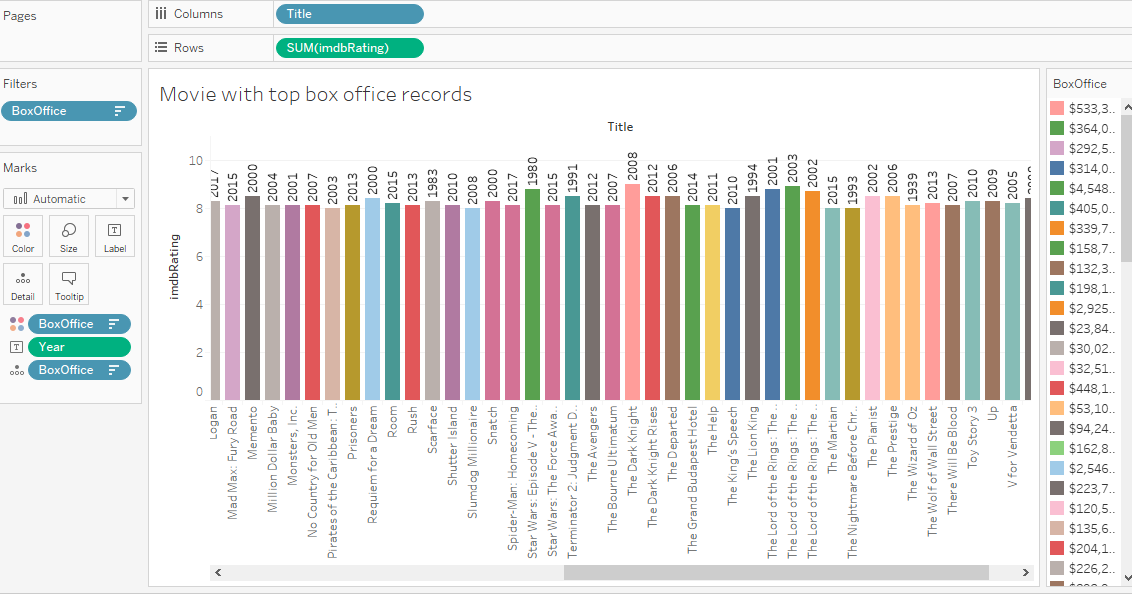 Pages
Columns
Title
Rows
SUM(imdbRating)
Filters
BoxOffice
Marks
Automatic
Color
Size
Label
Detail
Tooltip
BoxOffice
Year
BoxOffice
Movie with top box office records
Title
imdbRating
10
8
6
4
2
0
2017
2015
2000
2004
2001
2007
2003
2013
2000
2015
2013
1983
2010
2008
2000
2017
1980
2015
1991
2012
2007
2008
2012
2006
2014
2011
2010
1994
2001
2003
2002
2015
1993
2002
2006
1939
2013
2007
2010
2009
2005
Logan
Mad Max: Fury Road
Memento
Million Dollar Baby
Monsters, Inc.
No Country for Old Men
Pirates of the Caribbean: T..
Prisoners
Requiem for a Dream
Room
Rush
Scarface
Shutter Island
Slumdog Millionaire
Snatch
Spider-Man: Homecoming
Star Wars: Episode V - The..
Star Wars: The Force Awa..
Terminator 2: Judgment D..
The Avengers
The Bourne Ultimatum
The Dark Knight
The Dark Knight Rises
The Departed
The Grand Budapest Hotel
The Help
The King's Speech
The Lion King
The Lord of the Rings: The ..
The Lord of the Rings: The ..
The Lord of the Rings: The ..
The Martian
The Nightmare Before Chr..
The Pianist
The Prestige
The Wizard of Oz
The Wolf of Wall Street
There Will Be Blood
Toy Story 3
Up
V for Vendetta
BoxOffice
$533,3..
$364,0..
$292,5..
$314,0..
$4,548..
$405,0..
$339,7..
$158,7..
$132,3..
$198,1..
$2,925..
$23,84..
$30,02..
$32,51..
$448,1..
$53,10..
$94,24..
$162,8..
$2,546..
$223,7..
$120,5..
$135,6..
$204,1..
$226,2..